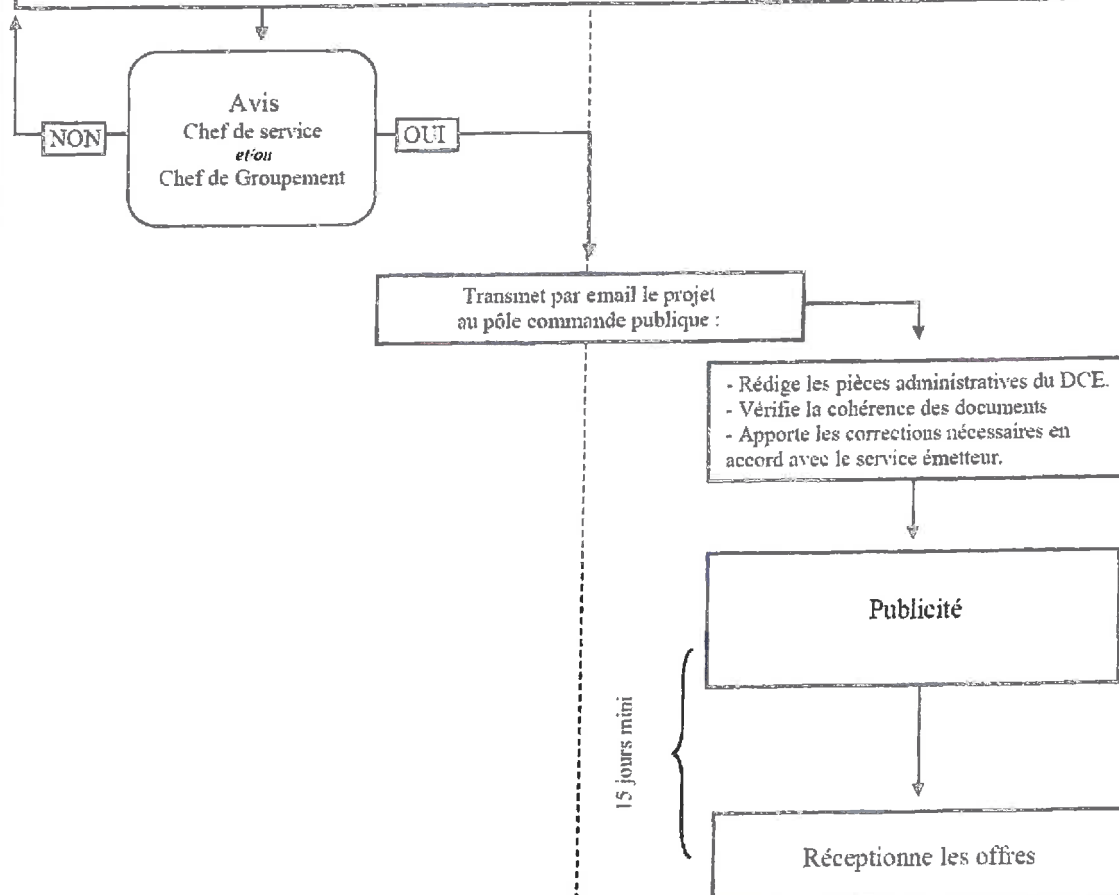 Avis
Chef de service
et/ou
Chef de Groupement
NON
OUI
Transmet par email le projet
au pôle commande publique :
- Rédige les pièces administratives du DCE.
- Vérifie la cohérence des documents
- Apporte les corrections nécessaires en
accord avec le service émetteur.
Publicité
15 jours mini
Réceptionne les offres